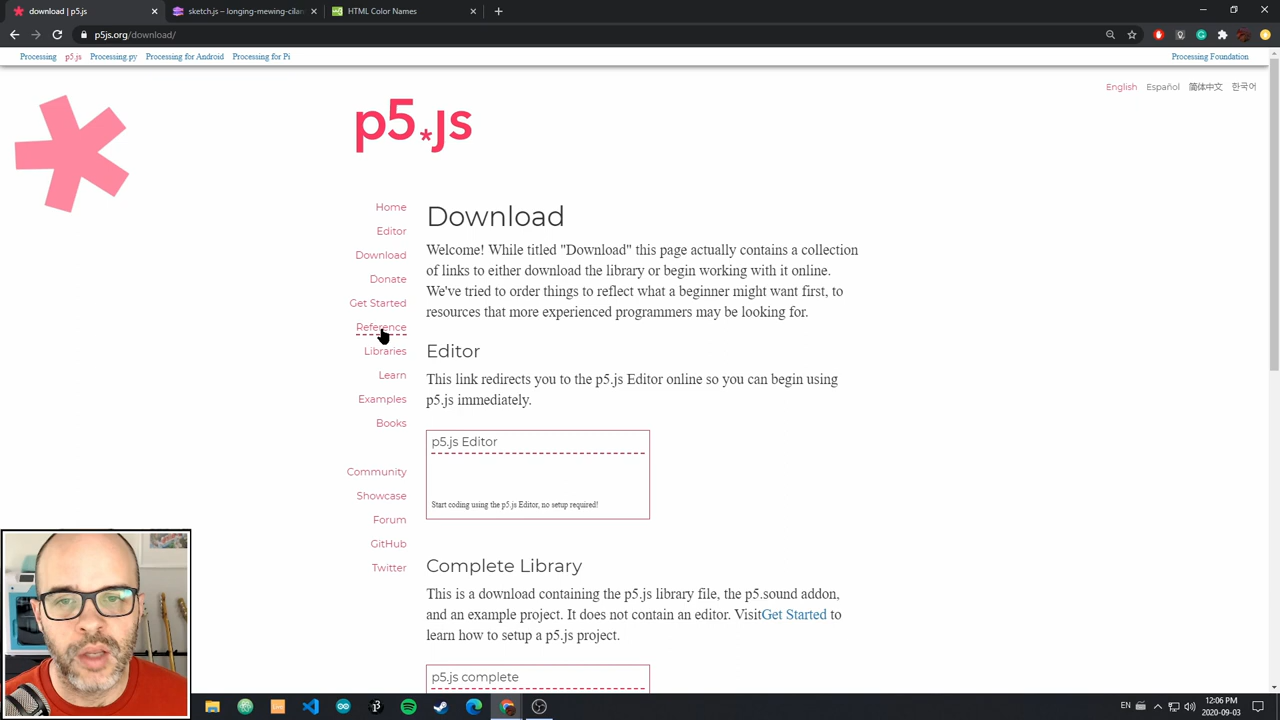 download | p5.js
sketch.js – longing-mewing-cilan
HTML Color Names
p5js.org/download/
Processing p5.js Processing.py Processing for Android Processing for Pi
Processing Foundation
English Español 简体中文 한국어
p5*js
Home
Editor
Download
Donate
Get Started
Reference
Libraries
Learn
Examples
Books
Community
Showcase
Forum
GitHub
Twitter
Download
Welcome! While titled "Download" this page actually contains a collection
of links to either download the library or begin working with it online.
We've tried to order things to reflect what a beginner might want first, to
resources that more experienced programmers may be looking for.
Editor
This link redirects you to the p5.js Editor online so you can begin using
p5.js immediately.
p5.js Editor
Start coding using the p5.js Editor, no setup required!
Complete Library
This is a download containing the p5.js library file, the p5.sound addon,
and an example project. It does not contain an editor. VisitGet Started to
learn how to setup a p5.js project.
p5.js complete
EN
12:06 PM
2020-09-03